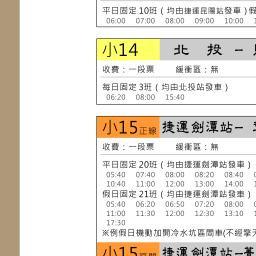 平日固定10班（均由捷運昆陽站發車）假
06:00 07:00 08:00 09:00 10:00
小14 北 投 －
收費：一段票 緩衝區：無
每日固定3班（均由北投站發車）
06:20 08:00 15:40
小15正線 捷運劍潭站－
收費：一段票 緩衝區：無
平日固定20班（均由捷運劍潭站發車）
05:40 07:40 08:00 08:20 08:40
10:40 11:00 12:00 13:00 14:00
假日固定21班（均由捷運劍潭站發車）
05:40 06:20 06:50 07:20 08:00
11:00 11:30 12:00 12:30 13:10
17:30
※例假日機動加開冷水坑區間車(不經擎天
小15 捷運劍潭站－